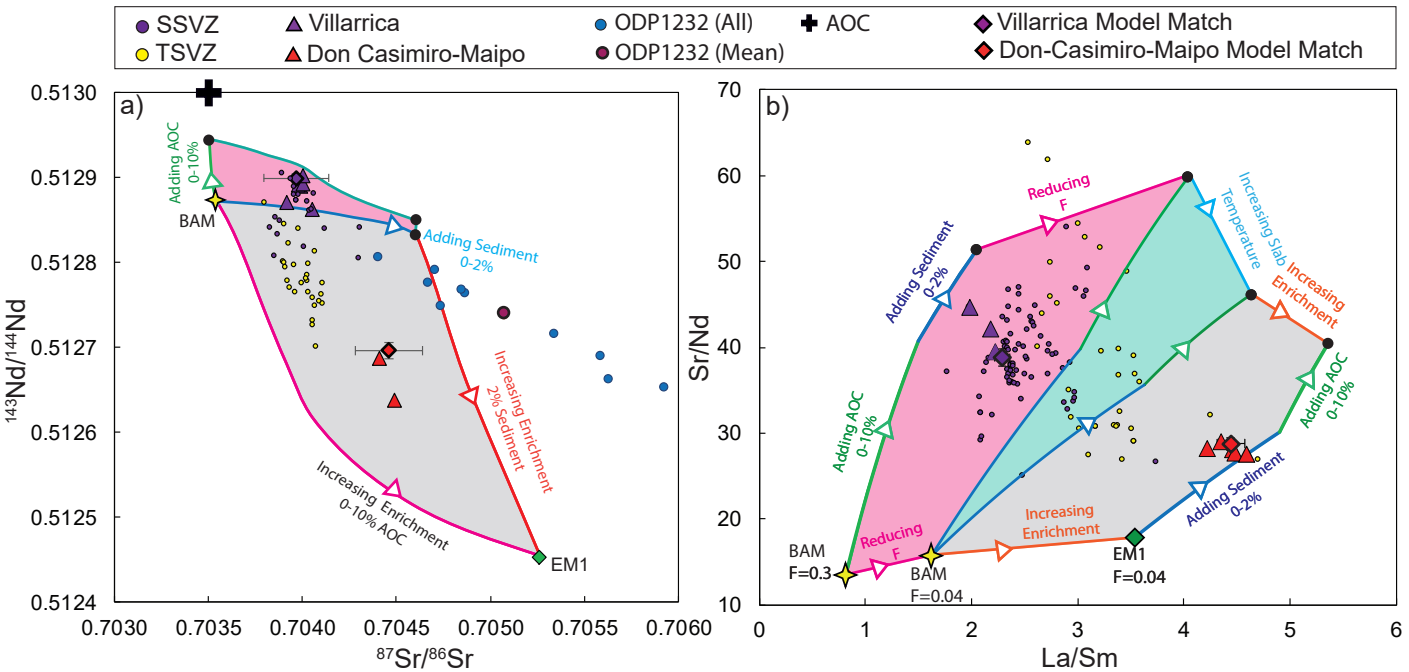 SSVZ Villarrica ODP1232 (All) AOC Villarrica Model Match
TSVZ Don Casimiro-Maipo ODP1232 (Mean) Don-Casimiro-Maipo Model Match
a)
0.5130
0.5129
0.5128
0.5127
0.5126
0.5125
0.5124
¹⁴³Nd/¹⁴⁴Nd
Adding AOC
0-10%
BAM
Adding Sediment
0-2%
Increasing Enrichment
2% Sediment
Increasing Enrichment
0-10% AOC
EM1
0.7030 0.7035 0.7040 0.7045 0.7050 0.7055 0.7060
⁸⁷Sr/⁸⁶Sr
b)
70
60
50
40
30
20
10
Sr/Nd
Reducing
F
Adding Sediment
0-2%
Increasing Slab
Temperature
Increasing
Enrichment
Adding AOC
0-10%
Adding AOC
0-10%
Adding Sediment
0-2%
Increasing
Enrichment
Reducing
F
BAM
F=0.3
BAM
F=0.04
EM1
F=0.04
0 1 2 3 4 5 6
La/Sm